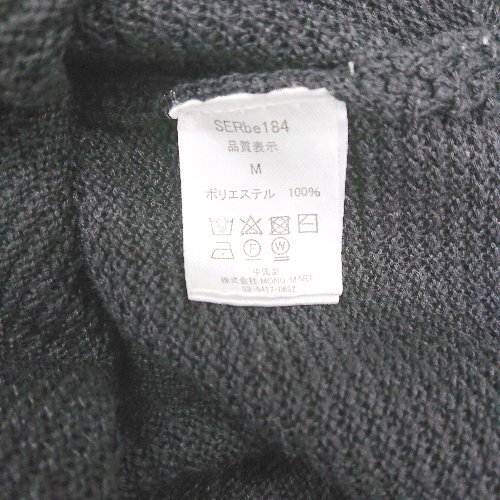 SERbe184
品質表示
M
ポリエステル 100%
F W
中国製
株式会社 MONO-MART